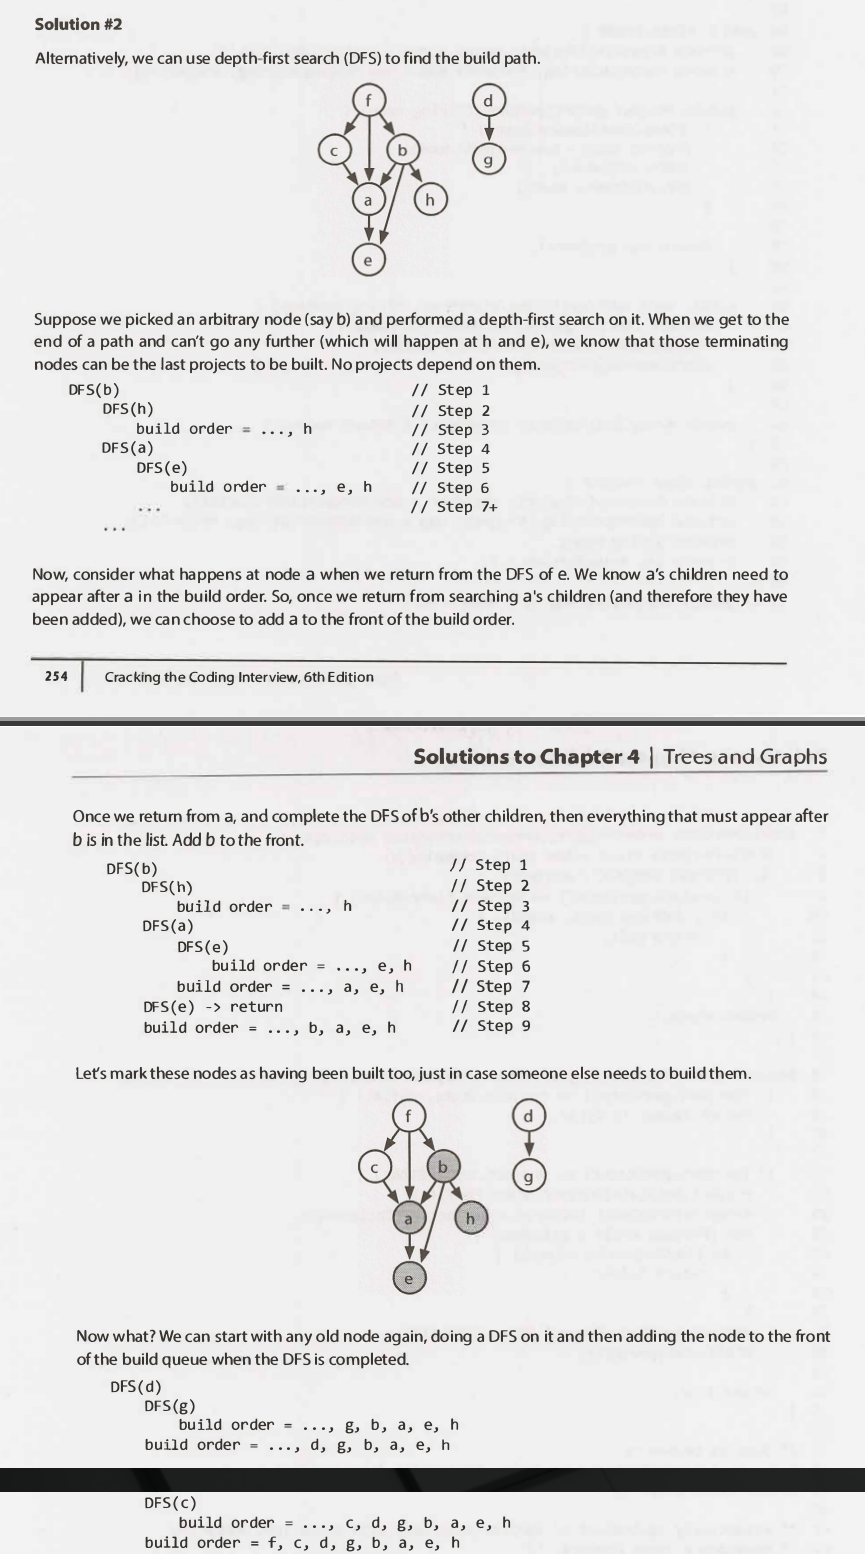 Solution #2
Alternatively, we can use depth-first search (DFS) to find the build path.
f
d
c
b
g
a
h
e
Suppose we picked an arbitrary node (say b) and performed a depth-first search on it. When we get to the
end of a path and can't go any further (which will happen at h and e), we know that those terminating
nodes can be the last projects to be built. No projects depend on them.
DFS(b) // Step 1
DFS(h) // Step 2
build order = ..., h // Step 3
DFS(a) // Step 4
DFS(e) // Step 5
build order = ..., e, h // Step 6
... // Step 7+
...
Now, consider what happens at node a when we return from the DFS of e. We know a's children need to
appear after a in the build order. So, once we return from searching a's children (and therefore they have
been added), we can choose to add a to the front of the build order.
254 Cracking the Coding Interview, 6th Edition
Solutions to Chapter 4 | Trees and Graphs
Once we return from a, and complete the DFS of b's other children, then everything that must appear after
b is in the list. Add b to the front.
DFS(b) // Step 1
DFS(h) // Step 2
build order = ..., h // Step 3
DFS(a) // Step 4
DFS(e) // Step 5
build order = ..., e, h // Step 6
build order = ..., a, e, h // Step 7
DFS(e) -> return // Step 8
build order = ..., b, a, e, h // Step 9
Let's mark these nodes as having been built too, just in case someone else needs to build them.
f
d
c
b
g
a
h
e
Now what? We can start with any old node again, doing a DFS on it and then adding the node to the front
of the build queue when the DFS is completed.
DFS(d)
DFS(g)
build order = ..., g, b, a, e, h
build order = ..., d, g, b, a, e, h
DFS(c)
build order = ..., c, d, g, b, a, e, h
build order = f, c, d, g, b, a, e, h